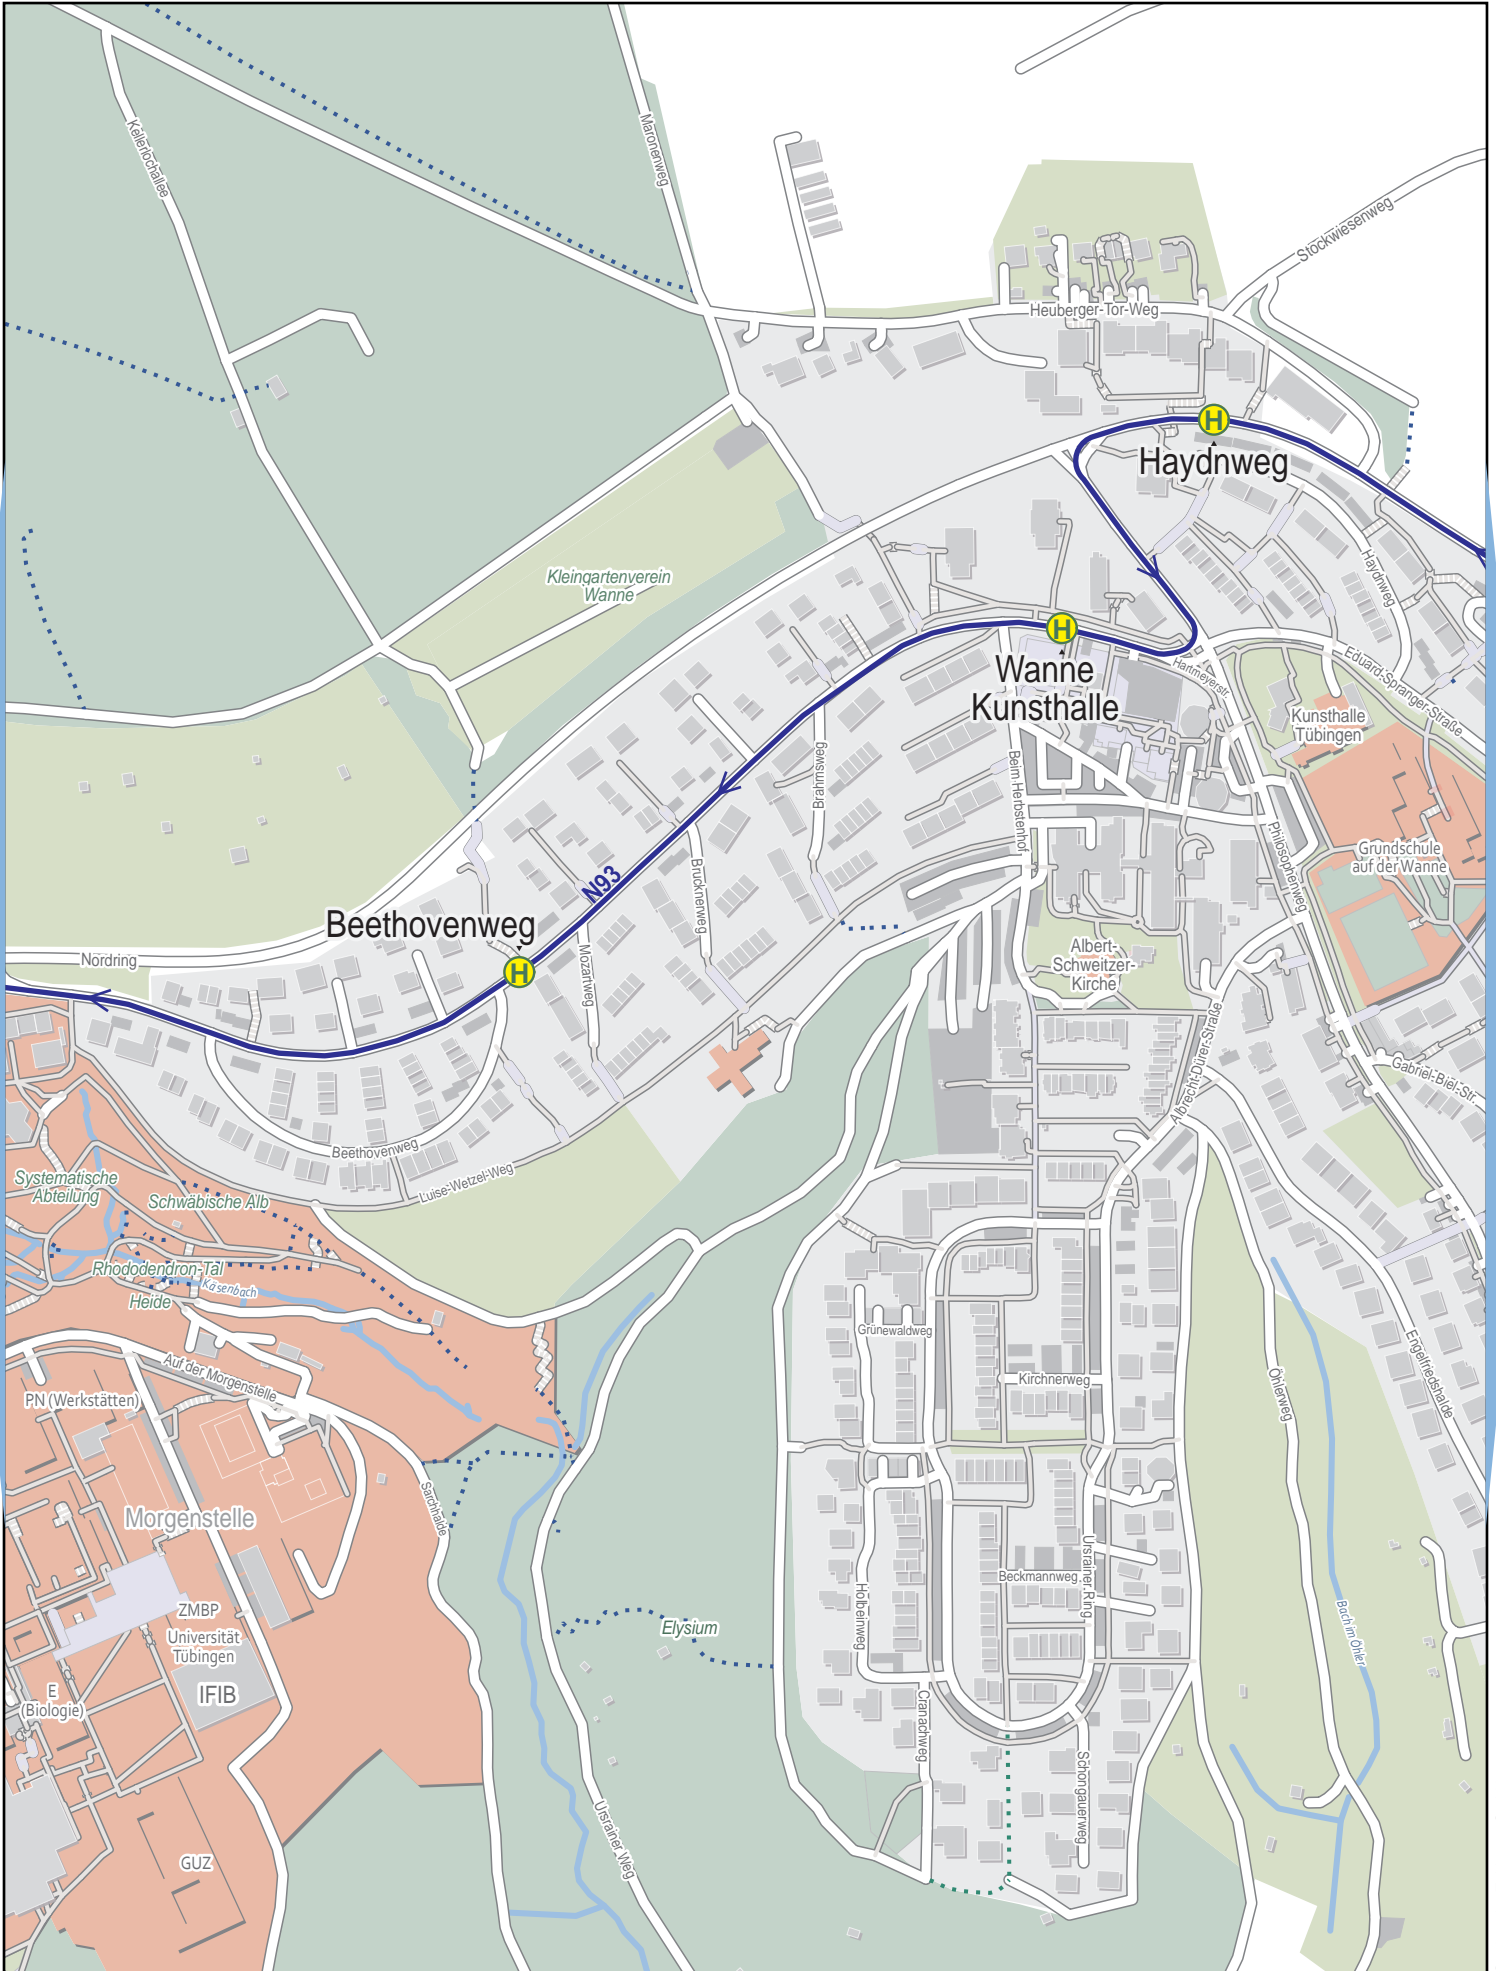 Kellerlochallee
Maronenweg
Stockwiesenweg
Heuberger-Tor-Weg
H
Haydnweg
Haydnweg
Kleingartenverein
Wanne
H
Wanne
Kunsthalle
Hartmeyerstr.
Eduard-Spranger-Straße
Kunsthalle
Tübingen
Brahmsweg
Beim Herbstenhof
Philosophenweg
Grundschule
auf der Wanne
N93
Brucknerweg
Beethovenweg
H
Mozartweg
Nordring
Albert-
Schweitzer-
Kirche
Albrecht-Dürer-Straße
Gabriel-Biel-Str.
Beethovenweg
Luise-Wetzel-Weg
Systematische
Abteilung
Schwäbische Alb
Rhododendron-Tal
Käsenbach
Heide
Grünewaldweg
Kirchnerweg
Öhlerweg
Engelfriedshalde
Auf der Morgenstelle
PN (Werkstätten)
Sarchhalde
Morgenstelle
Ursrainer Ring
Beckmannweg
Holbeinweg
Bach im Öhler
ZMBP
Universität
Tübingen
IFIB
Elysium
E
(Biologie)
Cranachweg
Schongauerweg
Ursrainer Weg
GUZ